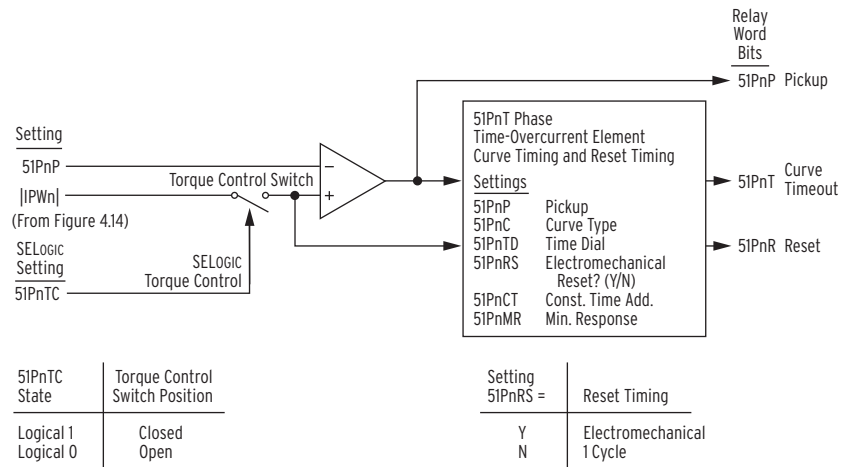 Relay
Word
Bits
51PnP Pickup
51PnT Phase
Time-Overcurrent Element
Curve Timing and Reset Timing
Settings
51PnP Pickup
51PnC Curve Type
51PnTD Time Dial
51PnRS Electromechanical
Reset? (Y/N)
51PnCT Const. Time Add.
51PnMR Min. Response
51PnT Curve
Timeout
51PnR Reset
Setting
51PnP
|IPWn|
(From Figure 4.14)
Torque Control Switch
−
+
SELOGIC
Setting
51PnTC
SELOGIC
Torque Control
51PnTC
State
Torque Control
Switch Position
Logical 1 Closed
Logical 0 Open
Setting
51PnRS =
Reset Timing
Y Electromechanical
N 1 Cycle